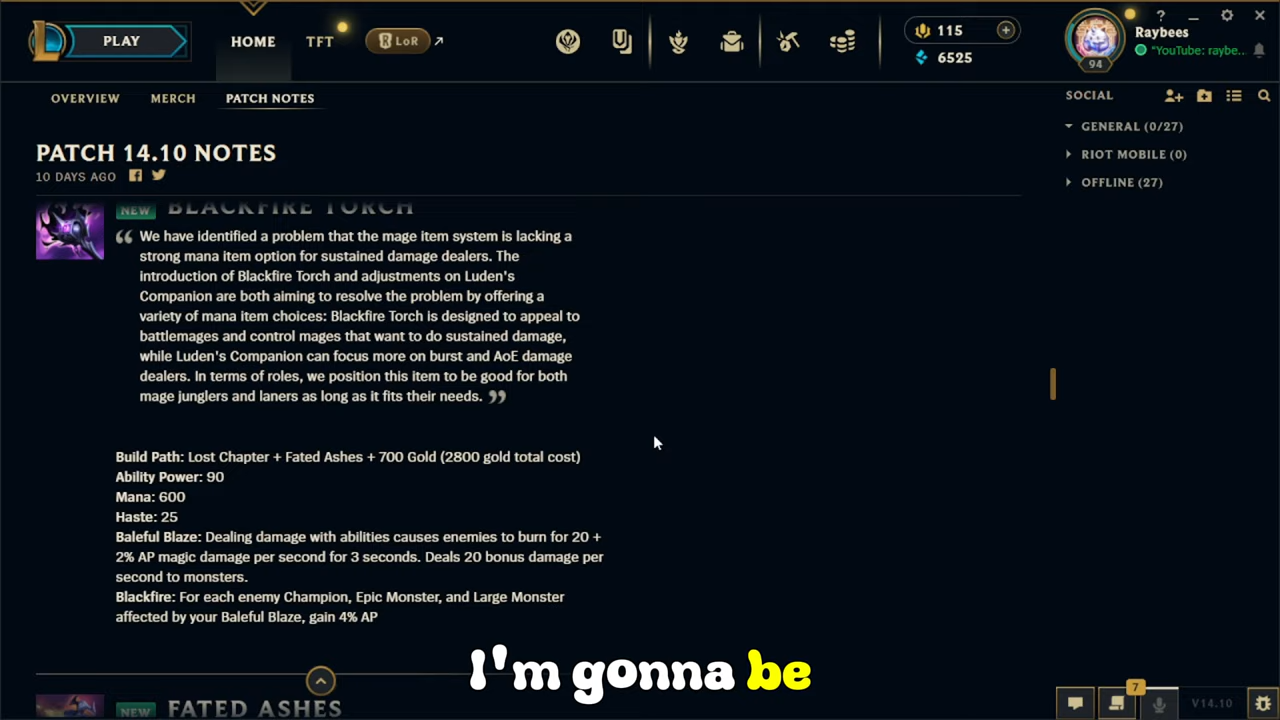 PLAY
HOME
TFT
LoR
115
6525
?
Raybees
"YouTube: raybe...
94
OVERVIEW
MERCH
PATCH NOTES
SOCIAL
GENERAL (0/27)
RIOT MOBILE (0)
OFFLINE (27)
PATCH 14.10 NOTES
10 DAYS AGO
NEW BLACKFIRE TORCH
“ We have identified a problem that the mage item system is lacking a
strong mana item option for sustained damage dealers. The
introduction of Blackfire Torch and adjustments on Luden's
Companion are both aiming to resolve the problem by offering a
variety of mana item choices: Blackfire Torch is designed to appeal to
battlemages and control mages that want to do sustained damage,
while Luden's Companion can focus more on burst and AoE damage
dealers. In terms of roles, we position this item to be good for both
mage junglers and laners as long as it fits their needs. ”
Build Path: Lost Chapter + Fated Ashes + 700 Gold (2800 gold total cost)
Ability Power: 90
Mana: 600
Haste: 25
Baleful Blaze: Dealing damage with abilities causes enemies to burn for 20 +
2% AP magic damage per second for 3 seconds. Deals 20 bonus damage per
second to monsters.
Blackfire: For each enemy Champion, Epic Monster, and Large Monster
affected by your Baleful Blaze, gain 4% AP
I'm gonna be
NEW FATED ASHES
7
V14.10